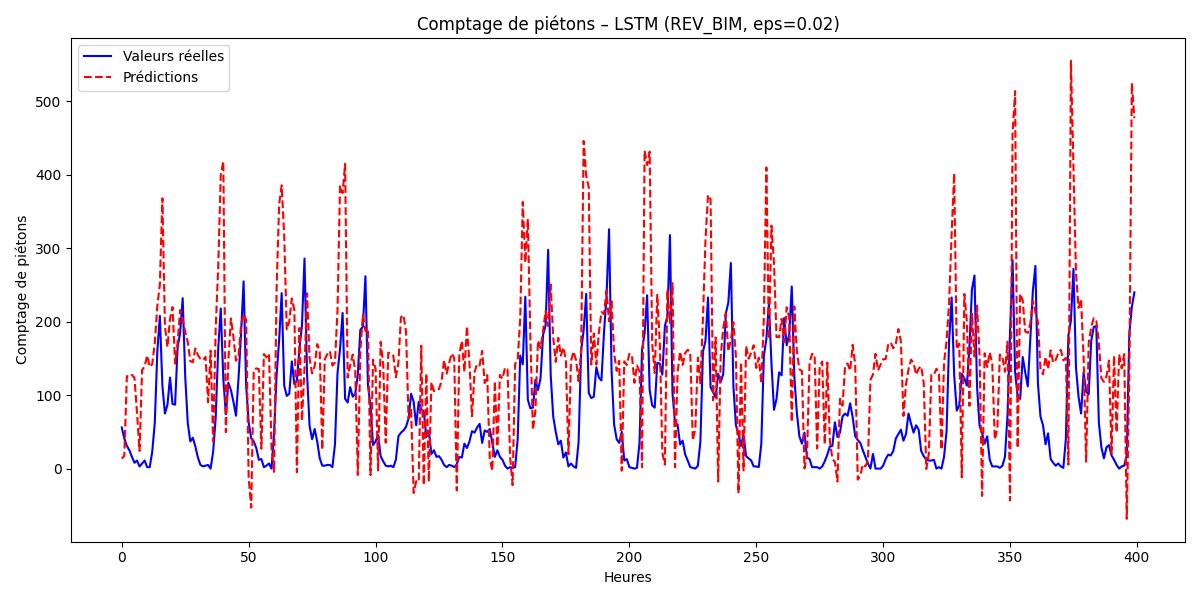 Comptage de piétons – LSTM (REV_BIM, eps=0.02)
Valeurs réelles
Prédictions
Comptage de piétons
500
400
300
200
100
0
0 50 100 150 200 250 300 350 400
Heures